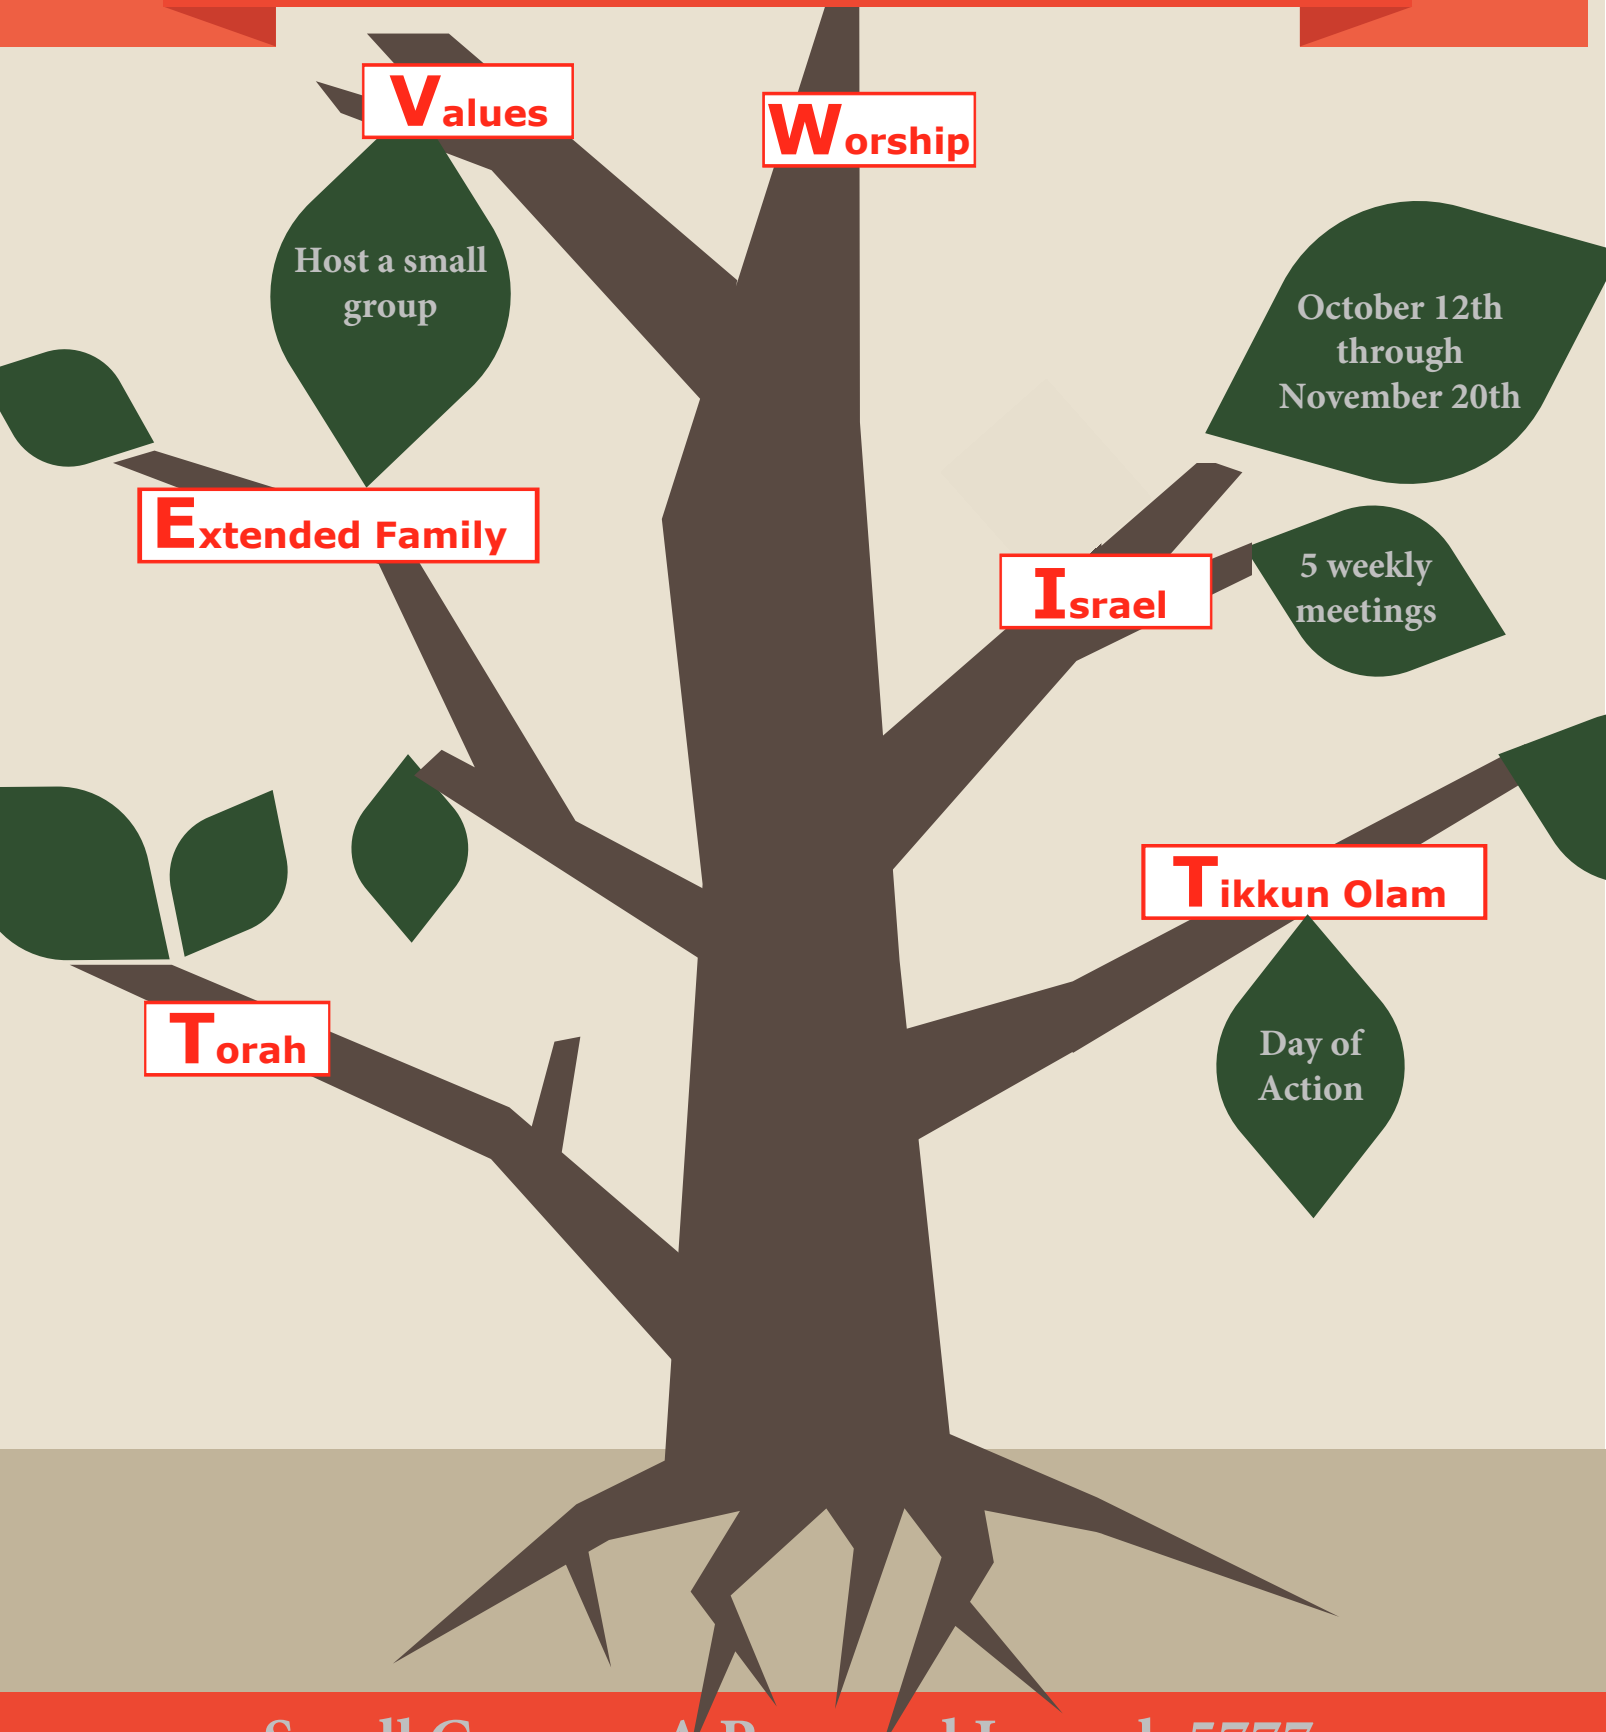 Values
Worship
Host a small
group
October 12th
through
November 20th
Extended Family
5 weekly
meetings
Israel
Tikkun Olam
Torah
Day of
Action
5777